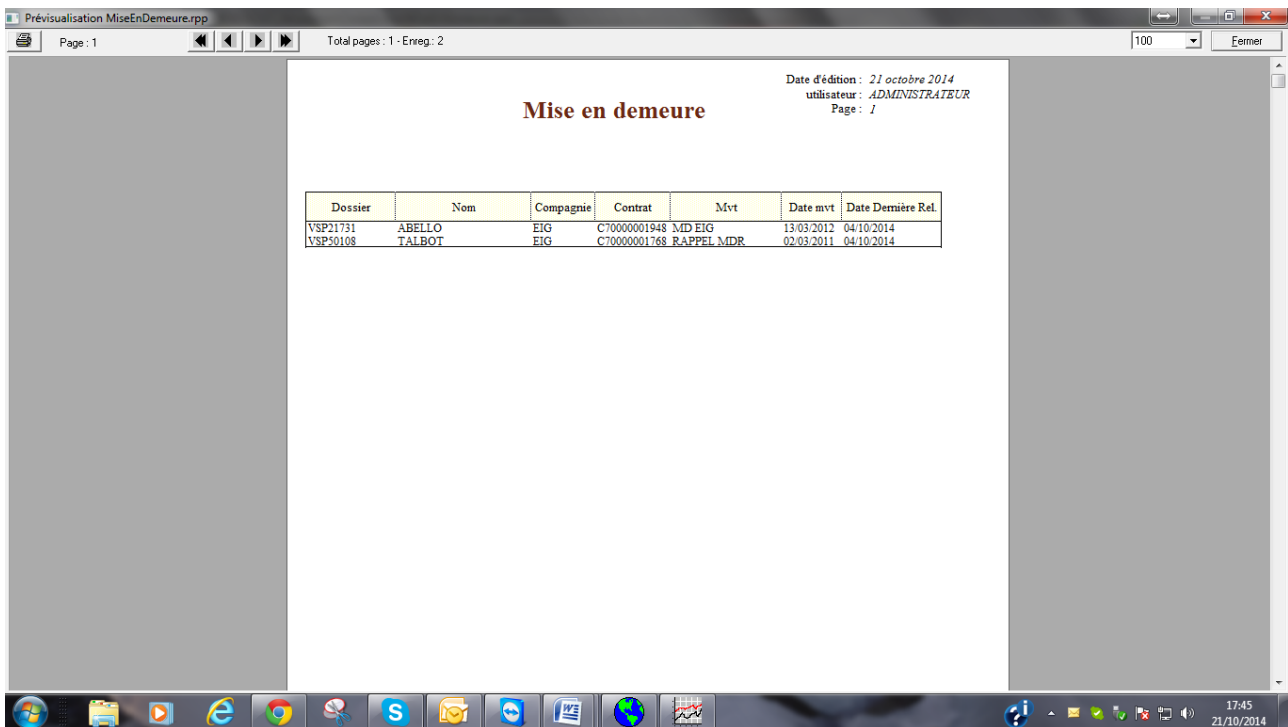 Prévisualisation MiseEnDemeure.rpp
Page : 1 Total pages : 1 - Enreg.: 2 100 Fermer
Date d'édition : 21 octobre 2014
utilisateur : ADMINISTRATEUR
Page : 1
Mise en demeure
Dossier Nom Compagnie Contrat Mvt Date mvt Date Dernière Rel.
VSP21731 ABELLO EIG C70000001948 MD EIG 13/03/2012 04/10/2014
VSP50108 TALBOT EIG C70000001768 RAPPEL MDR 02/03/2011 04/10/2014
17:45
21/10/2014